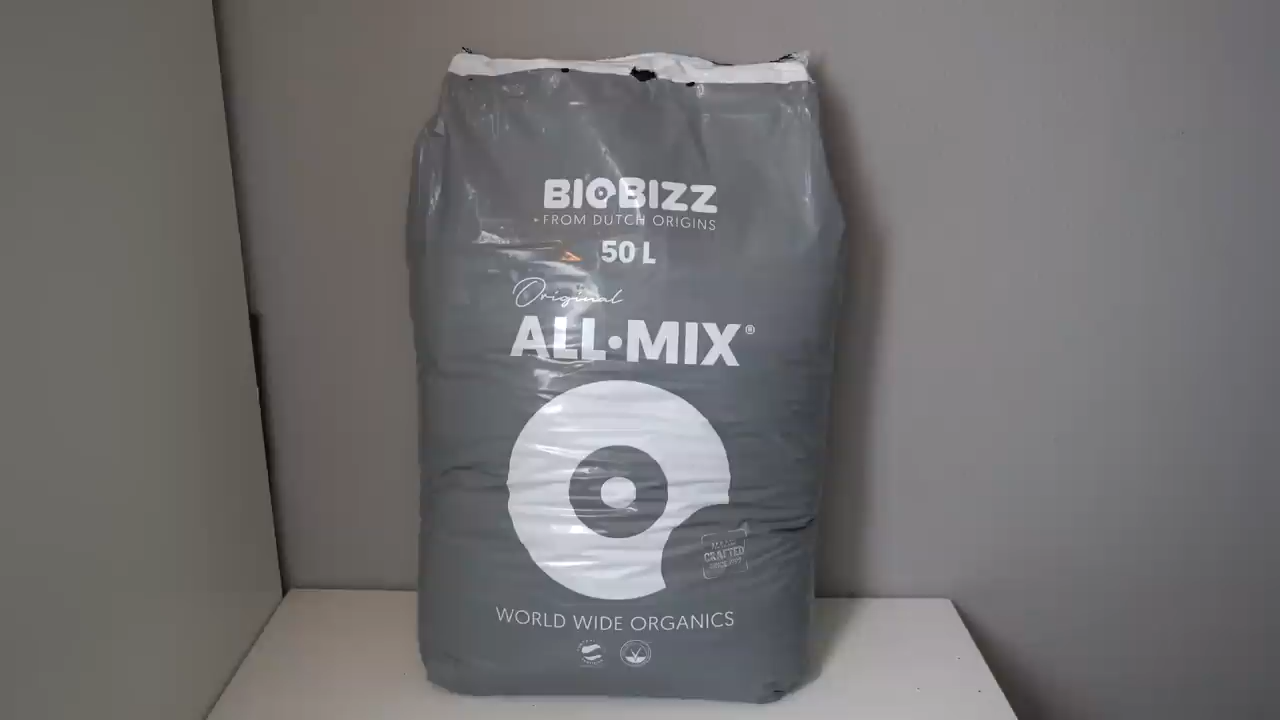 BIOBIZZ
FROM DUTCH ORIGINS
50 L
Original
ALL·MIX®
WORLD WIDE ORGANICS
CRAFTED